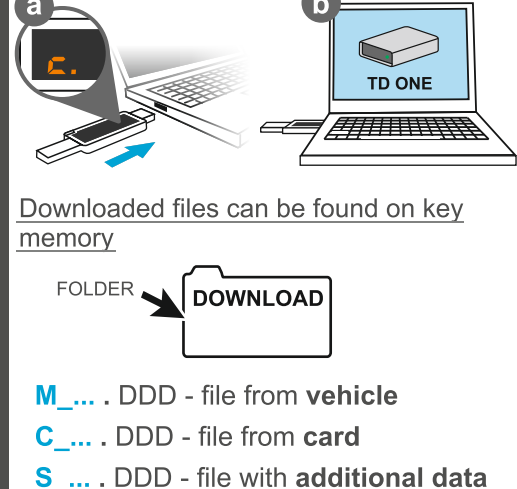 a
b
c.
TD ONE
Downloaded files can be found on key
memory
FOLDER
DOWNLOAD
M_... . DDD - file from vehicle
C_... . DDD - file from card
S_... . DDD - file with additional data